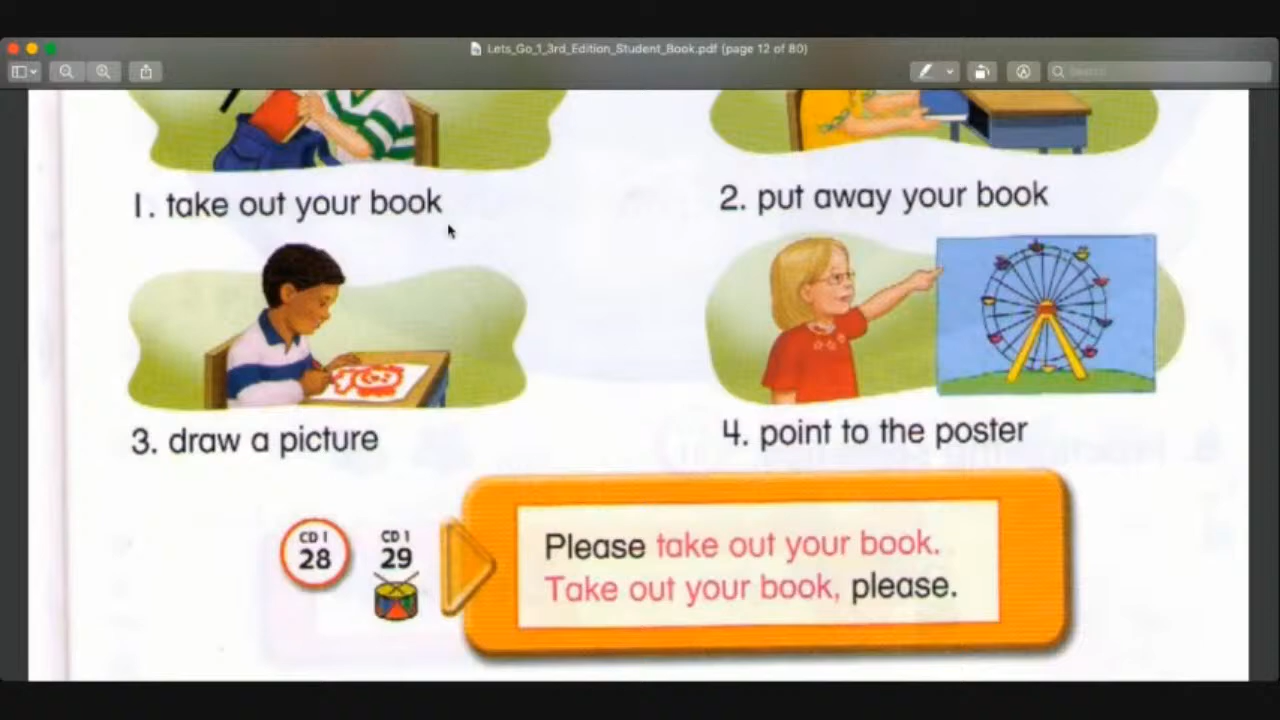 Lets_Go_1_3rd_Edition_Student_Book.pdf (page 12 of 80)
Search
1. take out your book
2. put away your book
3. draw a picture
4. point to the poster
CD 1
28
CD 1
29
Please take out your book.
Take out your book, please.